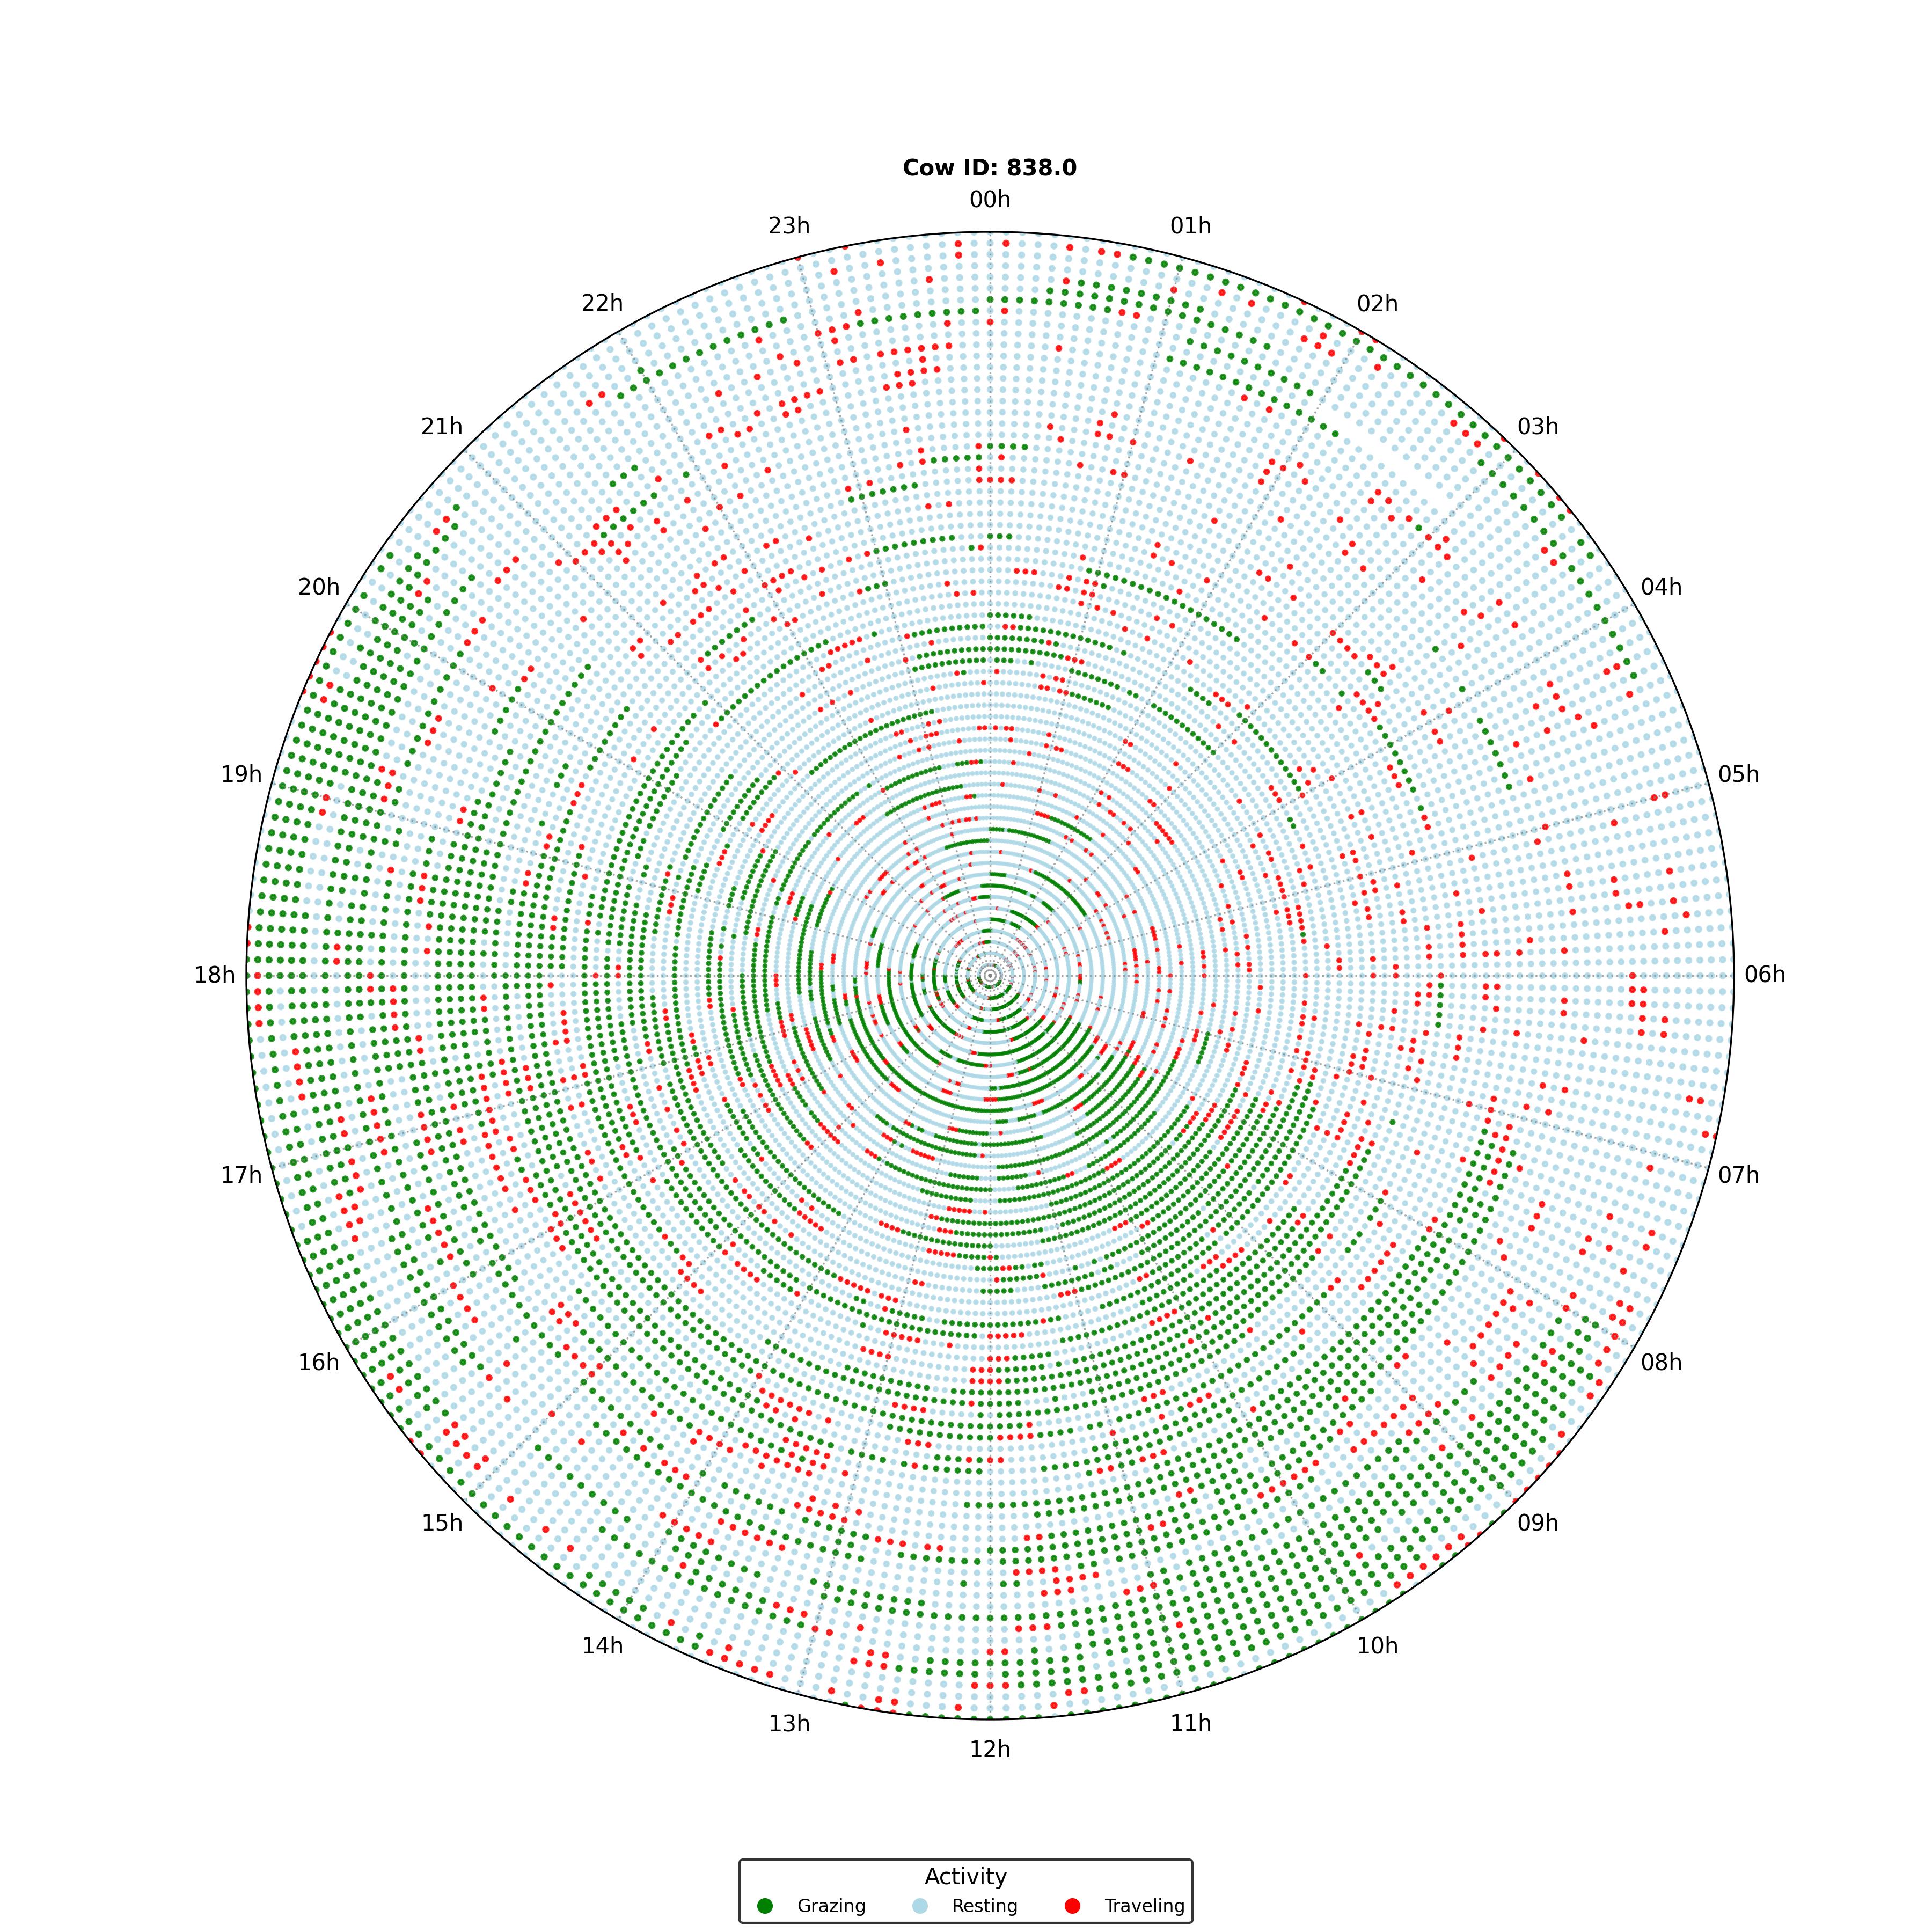 Cow ID: 838.0
00h
01h
02h
03h
04h
05h
06h
07h
08h
09h
10h
11h
12h
13h
14h
15h
16h
17h
18h
19h
20h
21h
22h
23h
Activity
Grazing Resting Traveling